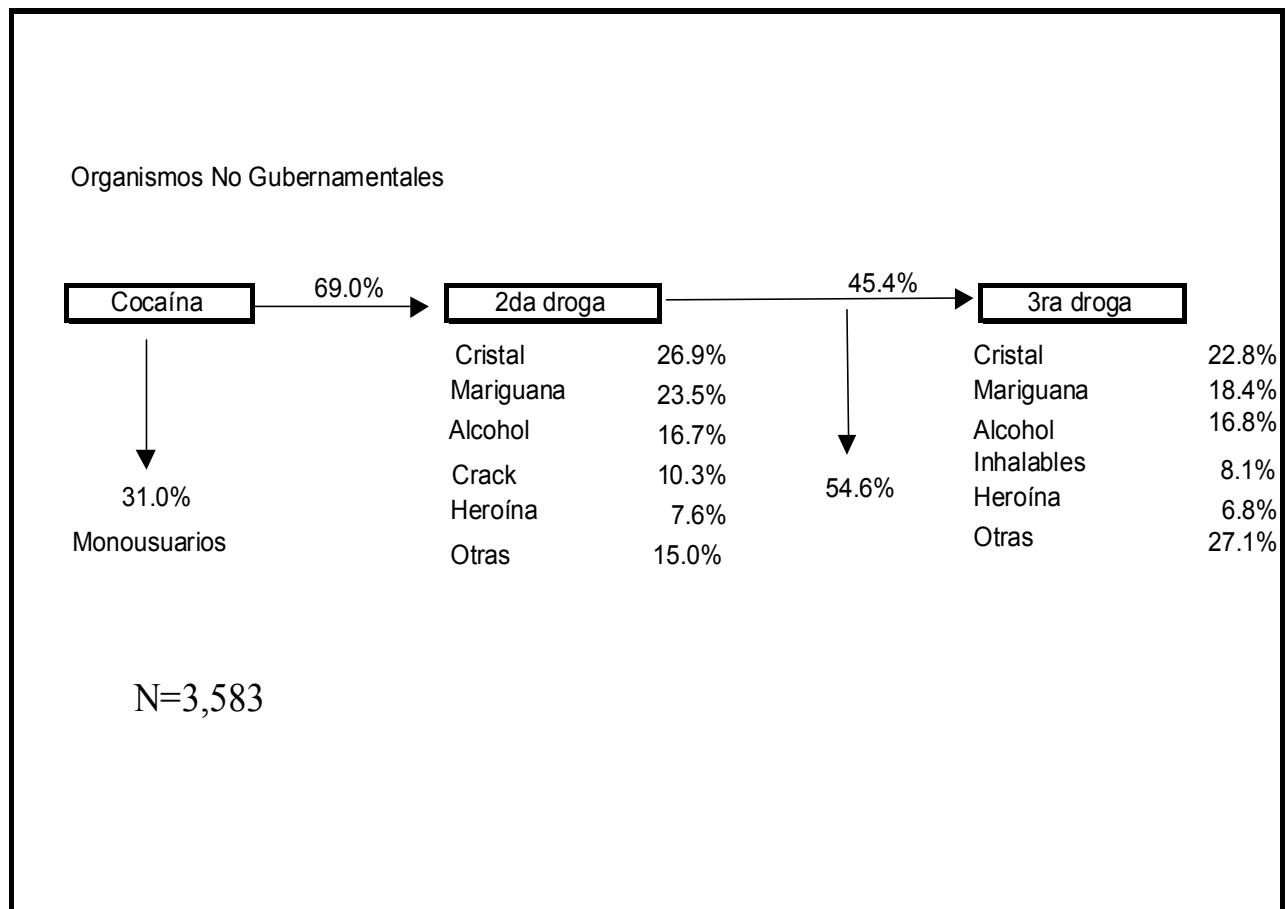 Organismos No Gubernamentales
Cocaína 69.0% 2da droga 45.4% 3ra droga
31.0%
Monousuarios
Cristal 26.9%
Mariguana 23.5%
Alcohol 16.7%
Crack 10.3%
Heroína 7.6%
Otras 15.0%
54.6%
Cristal 22.8%
Mariguana 18.4%
Alcohol 16.8%
Inhalables 8.1%
Heroína 6.8%
Otras 27.1%
N=3,583